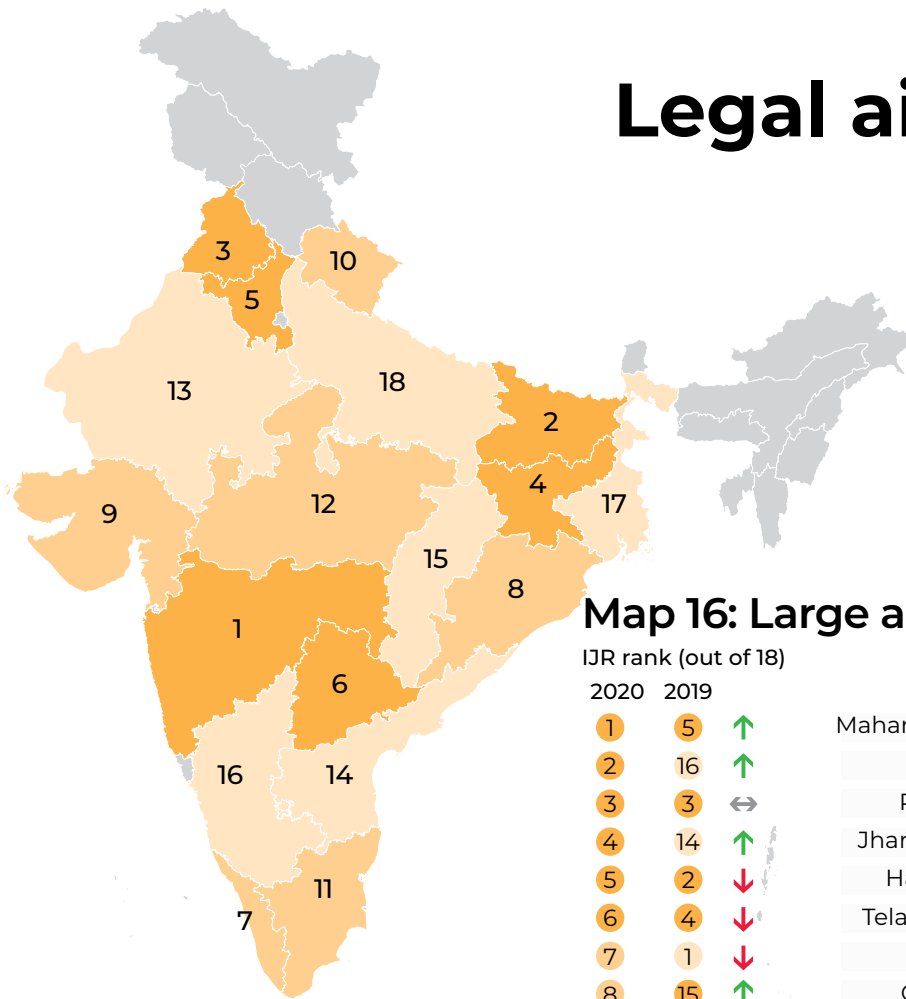 Legal ai
3
10
5
13
18
2
4
17
9
12
15
8
1
6
16
14
11
7
Map 16: Large a
IJR rank (out of 18)
2020 2019
1 5 ↑ Mahar
2 16 ↑
3 3 ↔ P
4 14 ↑ Jhar
5 2 ↓ Ha
6 4 ↓ Tela
7 1 ↓
8 15 ↑